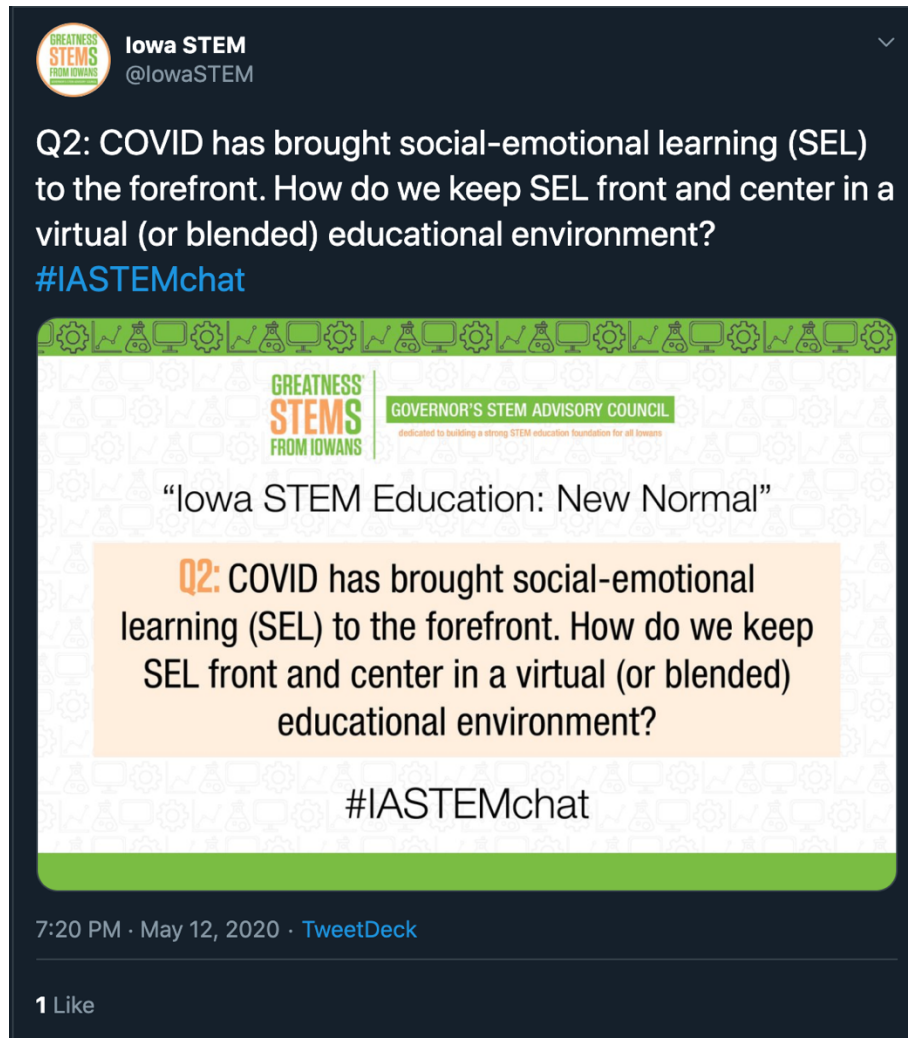 GREATNESS
STEMS
FROM IOWANS
Iowa STEM
@IowaSTEM
Q2: COVID has brought social-emotional learning (SEL)
to the forefront. How do we keep SEL front and center in a
virtual (or blended) educational environment?
#IASTEMchat
GREATNESS
STEMS
FROM IOWANS
GOVERNOR'S STEM ADVISORY COUNCIL
dedicated to building a strong STEM education foundation for all Iowans
“Iowa STEM Education: New Normal”
Q2: COVID has brought social-emotional
learning (SEL) to the forefront. How do we keep
SEL front and center in a virtual (or blended)
educational environment?
#IASTEMchat
7:20 PM · May 12, 2020 · TweetDeck
1 Like